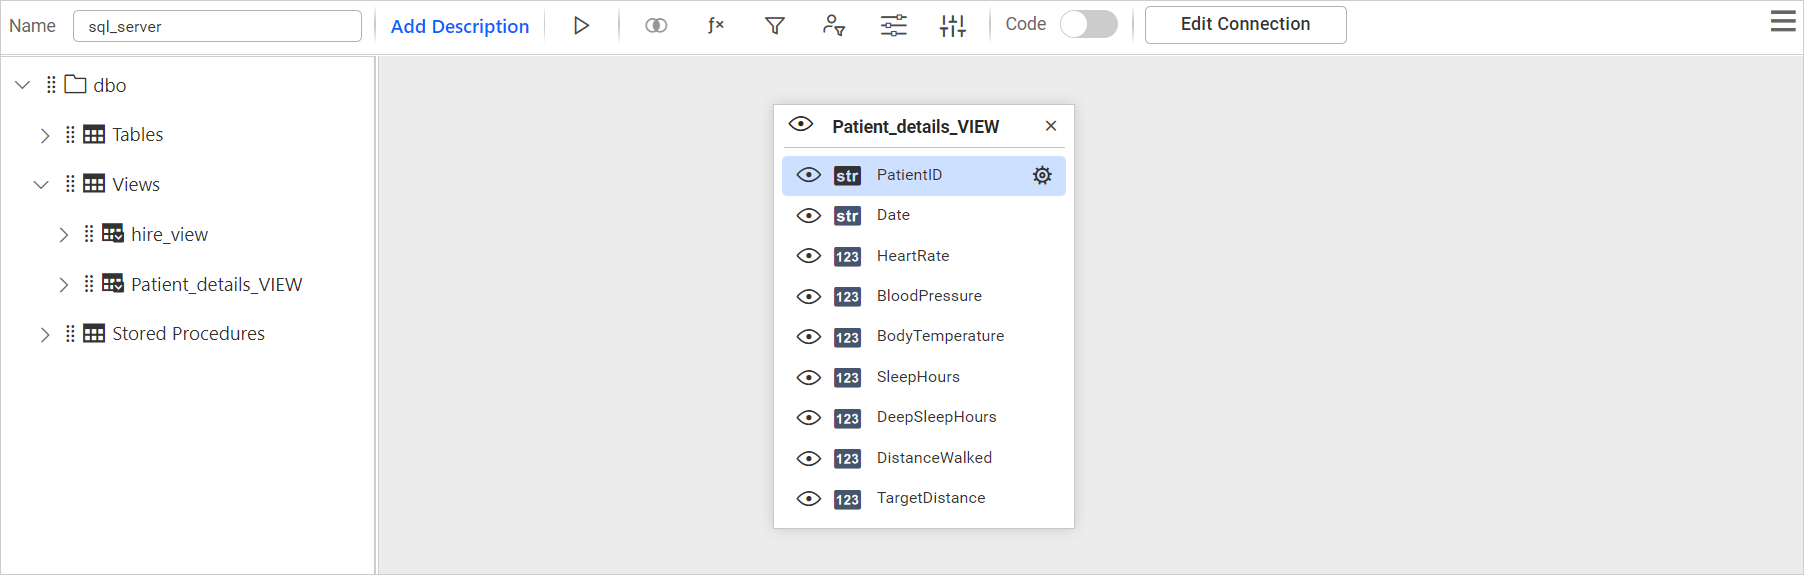 Name sql_server Add Description ƒx Code Edit Connection
dbo
Tables
Views
hire_view
Patient_details_VIEW
Stored Procedures
Patient_details_VIEW
str PatientID
str Date
123 HeartRate
123 BloodPressure
123 BodyTemperature
123 SleepHours
123 DeepSleepHours
123 DistanceWalked
123 TargetDistance